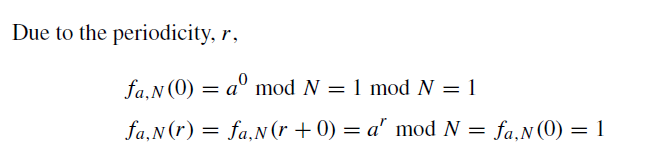 Due to the periodicity, r,
f_{a,N}(0) = a^0 mod N = 1 mod N = 1
f_{a,N}(r) = f_{a,N}(r + 0) = a^r mod N = f_{a,N}(0) = 1